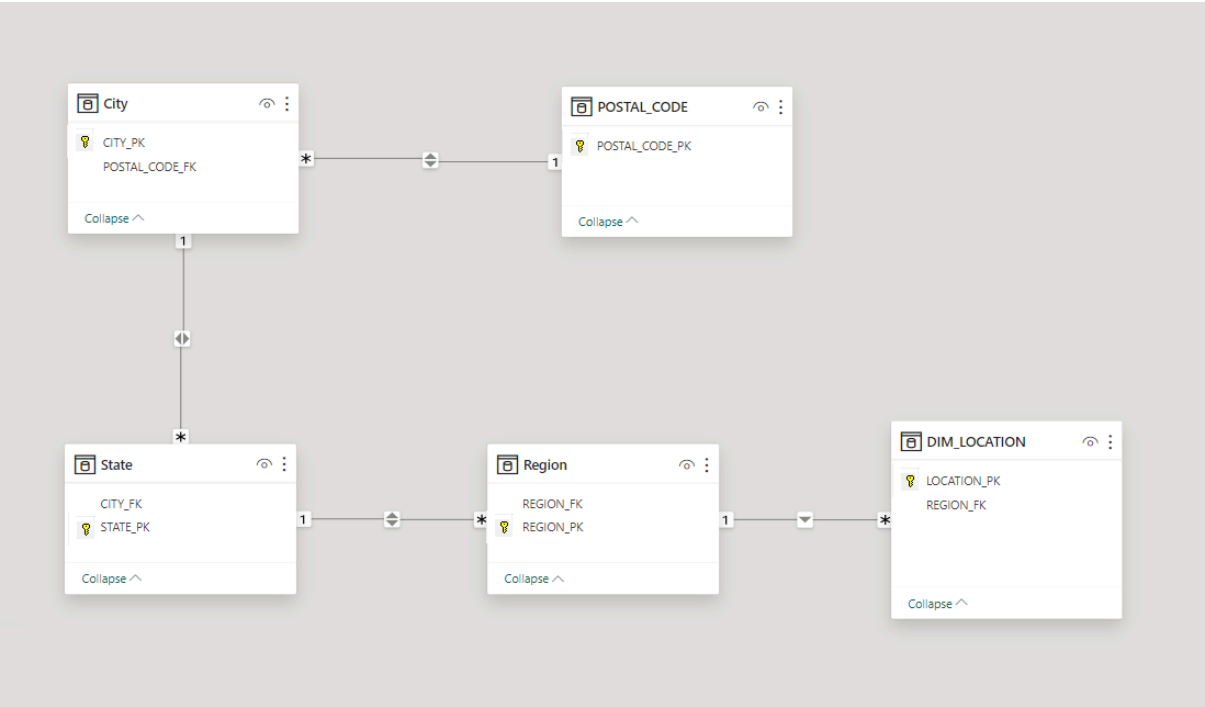 City
CITY_PK
POSTAL_CODE_FK
Collapse
*
1
POSTAL_CODE
POSTAL_CODE_PK
Collapse
1
*
State
CITY_FK
STATE_PK
Collapse
1
*
Region
REGION_FK
REGION_PK
Collapse
1
*
DIM_LOCATION
LOCATION_PK
REGION_FK
Collapse